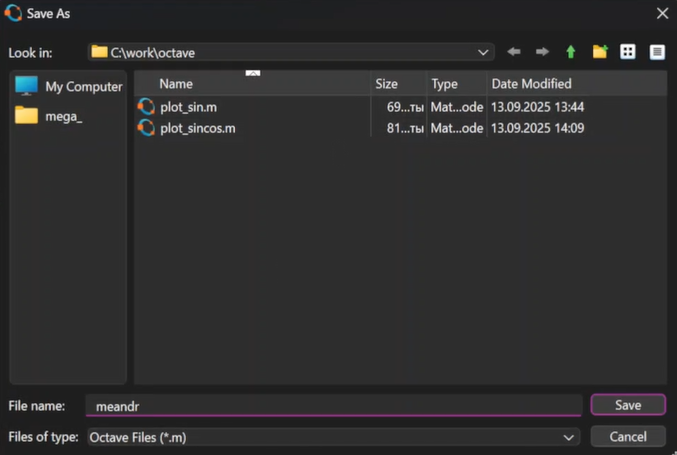 Save As
Look in: C:\work\octave
My Computer
mega_
Name Size Type Date Modified
plot_sin.m 69...ты Mat...ode 13.09.2025 13:44
plot_sincos.m 81...ты Mat...ode 13.09.2025 14:09
File name: meandr Save
Files of type: Octave Files (*.m) Cancel